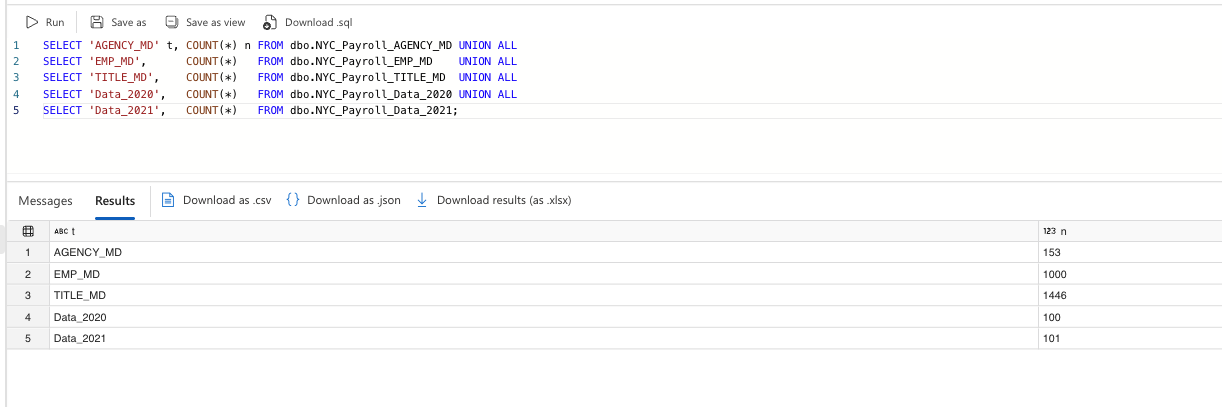 Run Save as Save as view Download .sql
1 SELECT 'AGENCY_MD' t, COUNT(*) n FROM dbo.NYC_Payroll_AGENCY_MD UNION ALL
2 SELECT 'EMP_MD', COUNT(*) FROM dbo.NYC_Payroll_EMP_MD UNION ALL
3 SELECT 'TITLE_MD', COUNT(*) FROM dbo.NYC_Payroll_TITLE_MD UNION ALL
4 SELECT 'Data_2020', COUNT(*) FROM dbo.NYC_Payroll_Data_2020 UNION ALL
5 SELECT 'Data_2021', COUNT(*) FROM dbo.NYC_Payroll_Data_2021;
Messages Results Download as .csv Download as .json Download results (as .xlsx)
ABC t 123 n
1 AGENCY_MD 153
2 EMP_MD 1000
3 TITLE_MD 1446
4 Data_2020 100
5 Data_2021 101